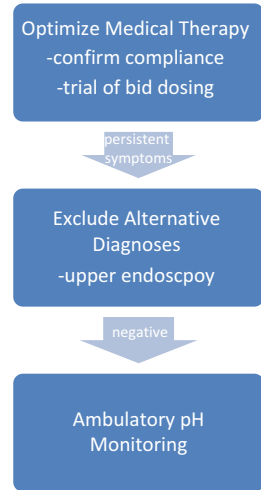 Optimize Medical Therapy
-confirm compliance
-trial of bid dosing
persistent
symptoms
Exclude Alternative
Diagnoses
-upper endoscpoy
negative
Ambulatory pH
Monitoring